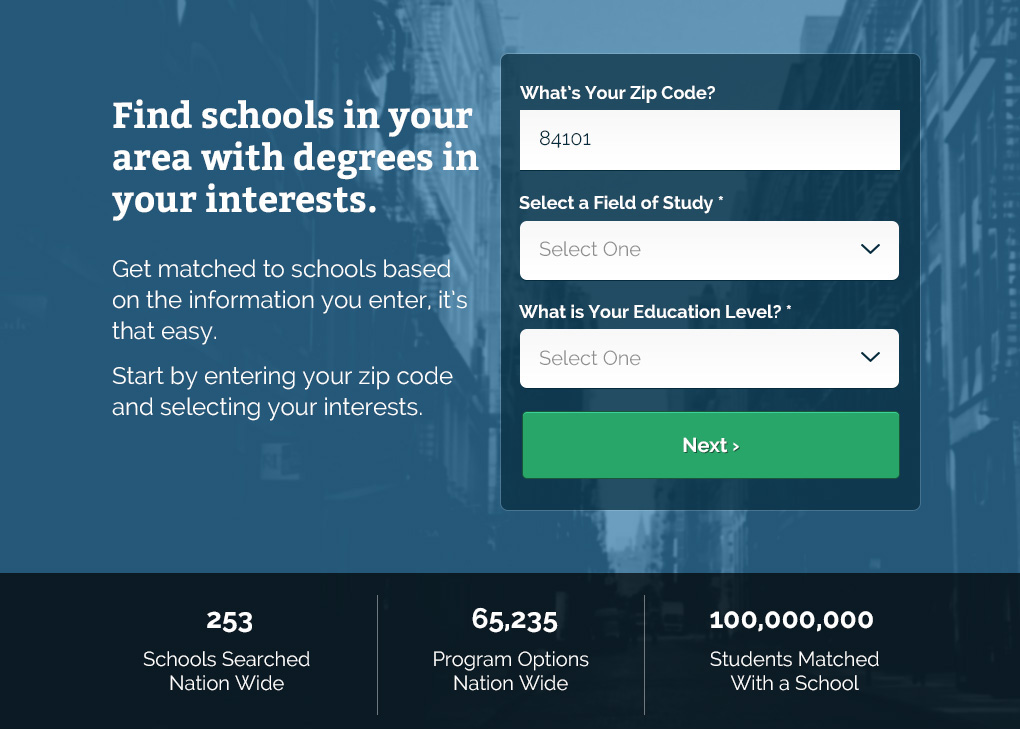 Find schools in your
area with degrees in
your interests.
Get matched to schools based
on the information you enter, it's
that easy.
Start by entering your zip code
and selecting your interests.
What's Your Zip Code?
84101
Select a Field of Study *
Select One
What is Your Education Level? *
Select One
Next ›
253
Schools Searched
Nation Wide
65,235
Program Options
Nation Wide
100,000,000
Students Matched
With a School